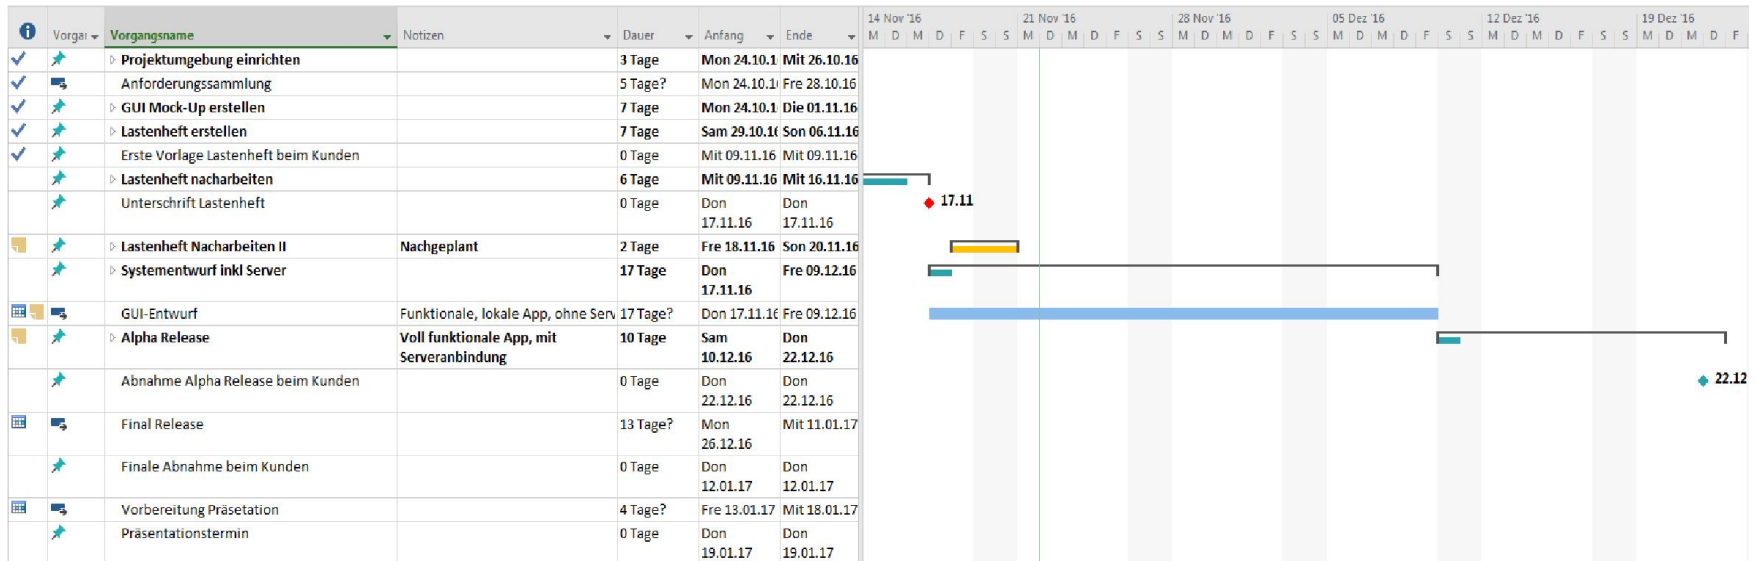 14 Nov '16 21 Nov '16 28 Nov '16 05 Dez '16 12 Dez '16 19 Dez '16
Vorgar Vorgangsname Notizen Dauer Anfang Ende M D M D F S S M D M D F S S M D M D F S S M D M D F S S M D M D F S S M D M D F
Projektumgebung einrichten 3 Tage Mon 24.10.1 Mit 26.10.16
Anforderungssammlung 5 Tage? Mon 24.10.1 Fre 28.10.16
GUI Mock-Up erstellen 7 Tage Mon 24.10.1 Die 01.11.16
Lastenheft erstellen 7 Tage Sam 29.10.16 Son 06.11.16
Erste Vorlage Lastenheft beim Kunden 0 Tage Mit 09.11.16 Mit 09.11.16
Lastenheft nacharbeiten 6 Tage Mit 09.11.16 Mit 16.11.16
Unterschrift Lastenheft 0 Tage Don Don 17.11
17.11.16 17.11.16
Lastenheft Nacharbeiten II Nachgeplant 2 Tage Fre 18.11.16 Son 20.11.16
Systementwurf inkl Server 17 Tage Don Fre 09.12.16
17.11.16
GUI-Entwurf Funktionale, lokale App, ohne Serv 17 Tage? Don 17.11.16 Fre 09.12.16
Alpha Release Voll funktionale App, mit 10 Tage Sam Don
Serveranbindung 10.12.16 22.12.16
Abnahme Alpha Release beim Kunden 0 Tage Don Don 22.12
22.12.16 22.12.16
Final Release 13 Tage? Mon Mit 11.01.17
26.12.16
Finale Abnahme beim Kunden 0 Tage Don Don
12.01.17 12.01.17
Vorbereitung Präsetation 4 Tage? Fre 13.01.17 Mit 18.01.17
Präsentationstermin 0 Tage Don Don
19.01.17 19.01.17